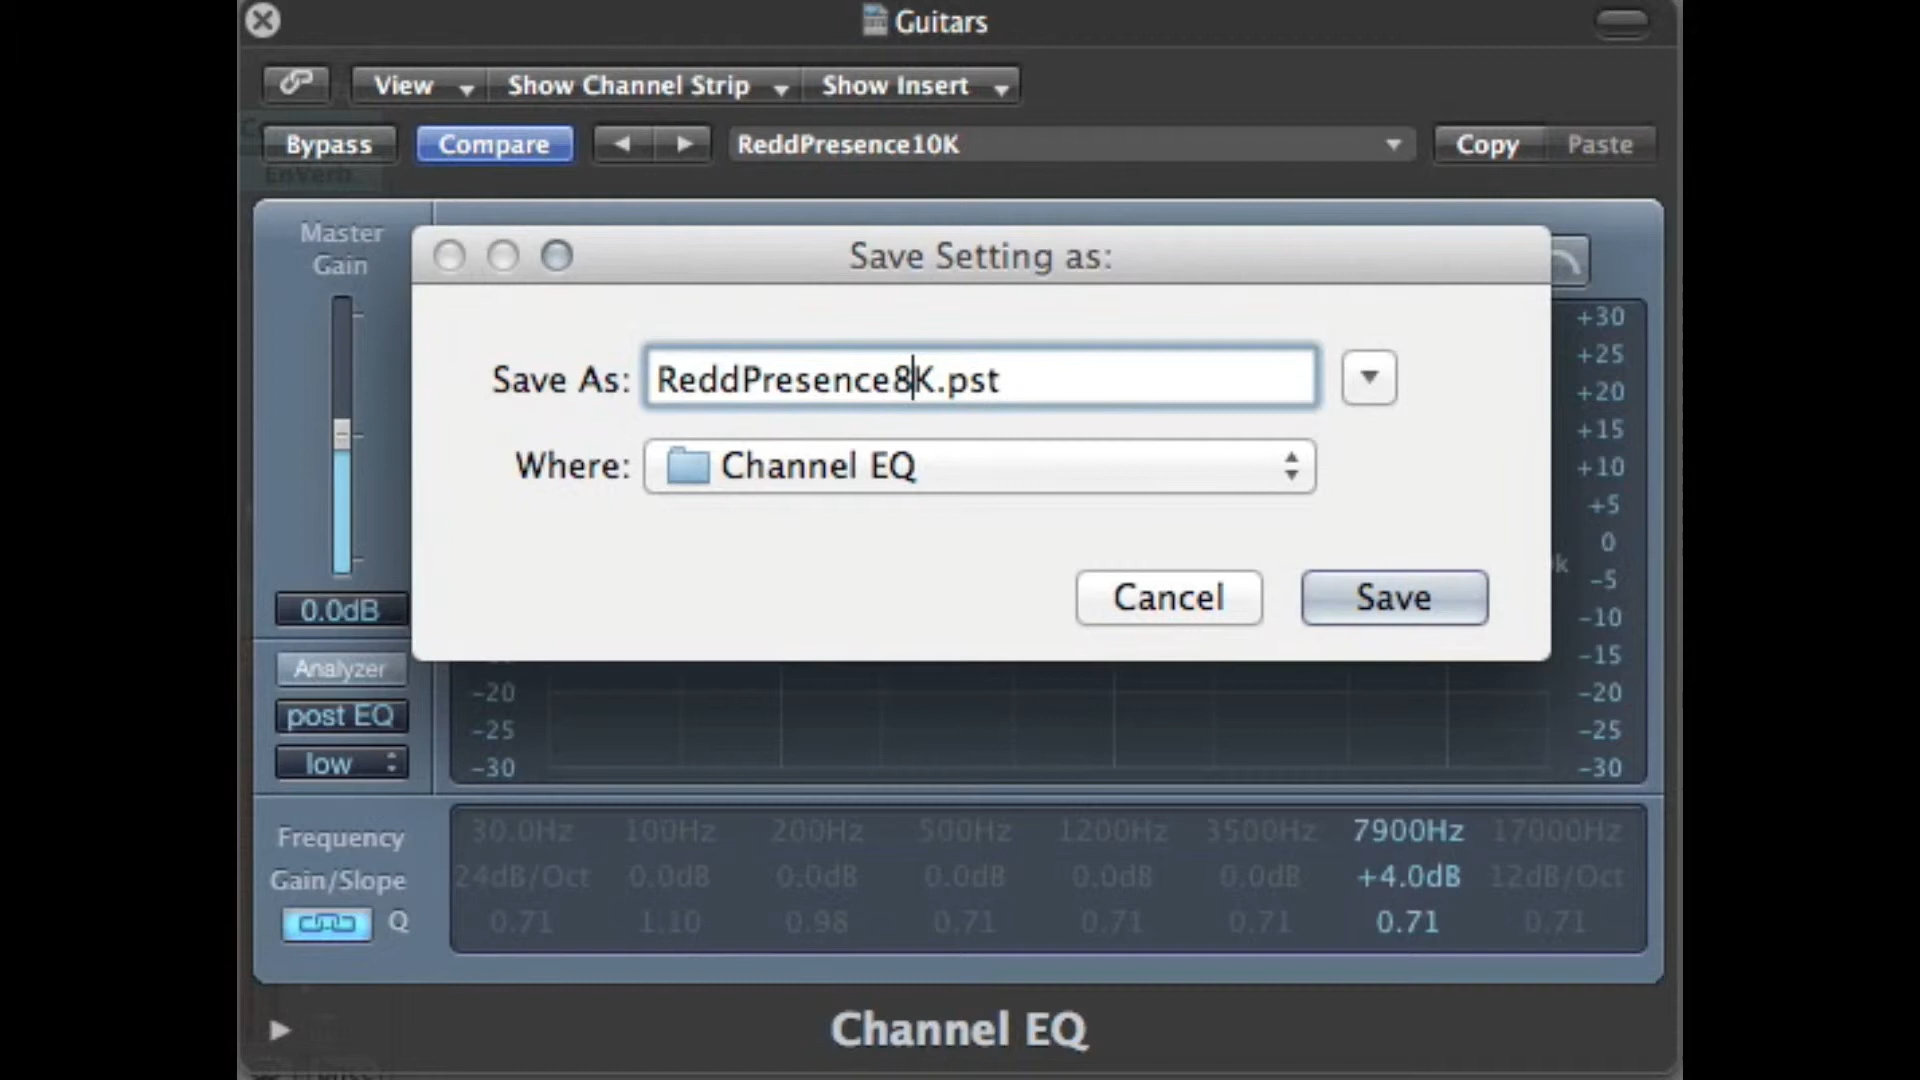 Guitars
View Show Channel Strip Show Insert
Bypass Compare ReddPresence10K Copy Paste
EnVerb
Master
Gain
Save Setting as:
Save As: ReddPresence8K.pst
Where: Channel EQ
Cancel Save
+30
+25
+20
+15
+10
+5
0
-5
-10
-15
-20
-25
-30
0.0dB
Analyzer
post EQ
low
-20
-25
-30
Frequency 30.0Hz 100Hz 200Hz 500Hz 1200Hz 3500Hz 7900Hz 17000Hz
Gain/Slope 24dB/Oct 0.0dB 0.0dB 0.0dB 0.0dB 0.0dB +4.0dB 12dB/Oct
Q 0.71 1.10 0.98 0.71 0.71 0.71 0.71 0.71
Channel EQ